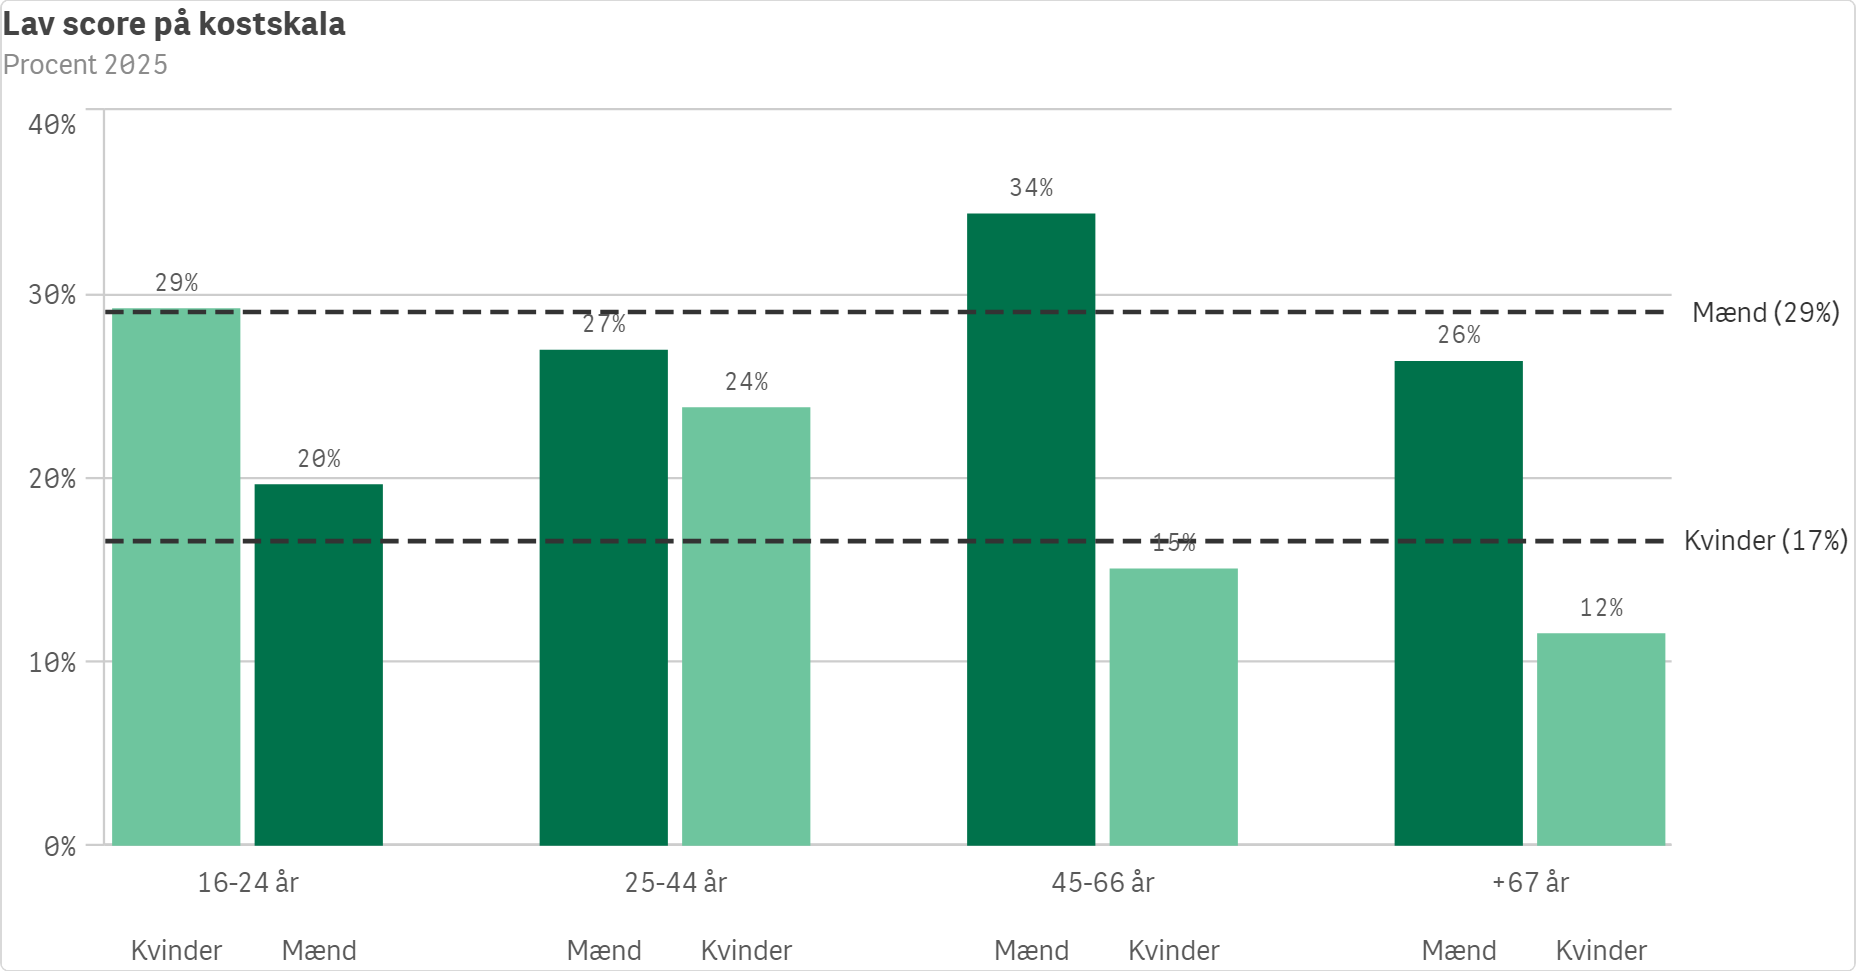 Lav score på kostskala
Procent 2025
40%
30%
20%
10%
0%
29%
20%
27%
24%
34%
15%
26%
12%
Mænd (29%)
Kvinder (17%)
16-24 år
25-44 år
45-66 år
+67 år
Kvinder
Mænd
Mænd
Kvinder
Mænd
Kvinder
Mænd
Kvinder